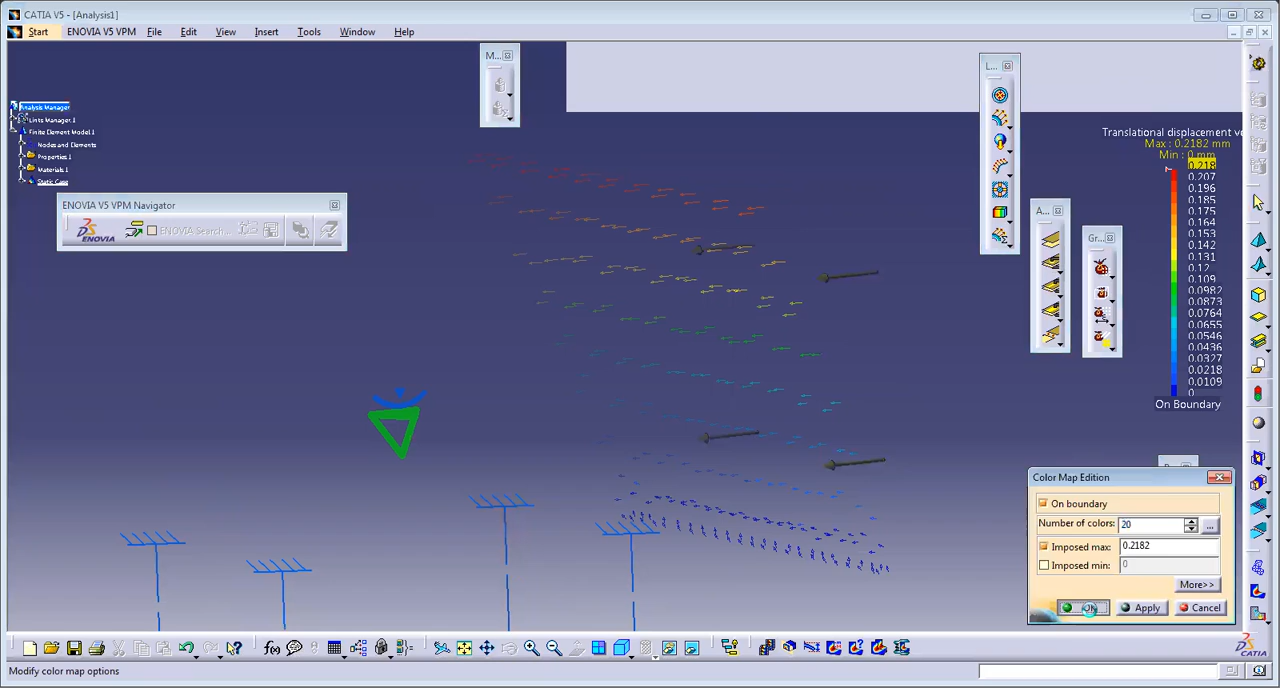 CATIA V5 - [Analysis1]
Start ENOVIA V5 VPM File Edit View Insert Tools Window Help
M...
L...
Analysis Manager
Links Manager.1
Finite Element Model.1
Nodes and Elements
Properties.1
Materials.1
Static Case
ENOVIA V5 VPM Navigator
ENOVIA
ENOVIA Search...
Translational displacement ve
Max : 0.2182 mm
Min : 0 mm
0.218
0.207
0.196
0.185
0.175
0.164
0.153
0.142
0.131
0.12
0.109
0.0982
0.0873
0.0764
0.0655
0.0546
0.0436
0.0327
0.0218
0.0109
0
On Boundary
A...
Gr...
Color Map Edition
On boundary
Number of colors: 20 ...
Imposed max: 0.2182
Imposed min: 0
More>>
OK Apply Cancel
f(x)
CATIA
Modify color map options